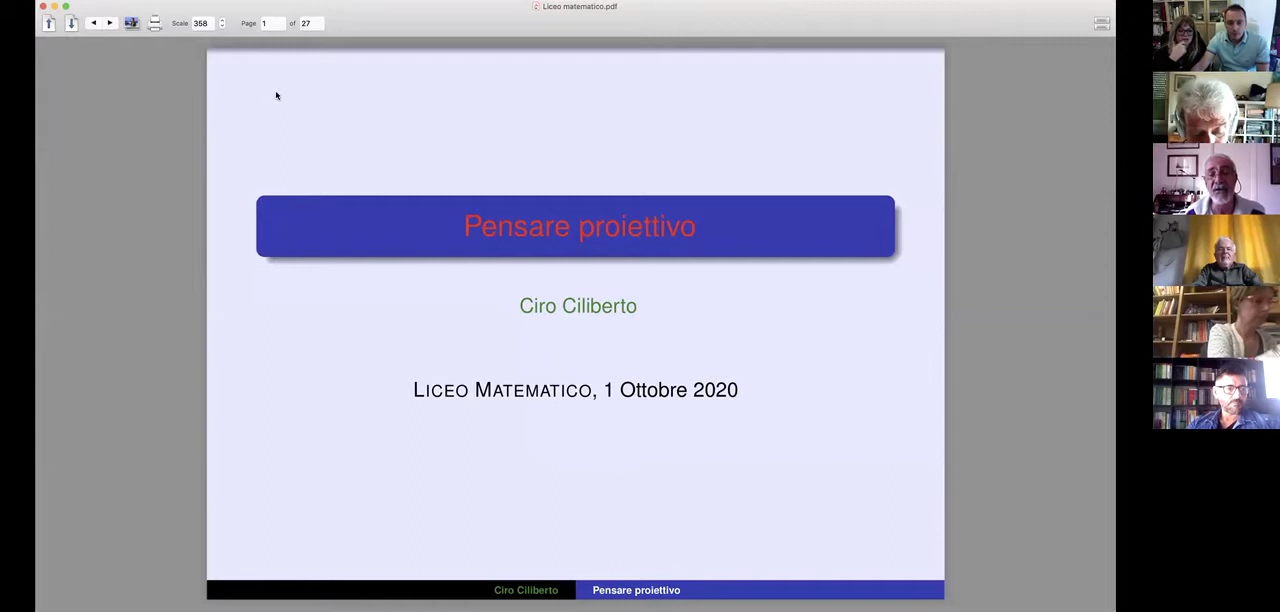 Liceo matematico.pdf
Scale 358 Page 1 of 27
Pensare proiettivo
Ciro Ciliberto
LICEO MATEMATICO, 1 Ottobre 2020
Ciro Ciliberto Pensare proiettivo